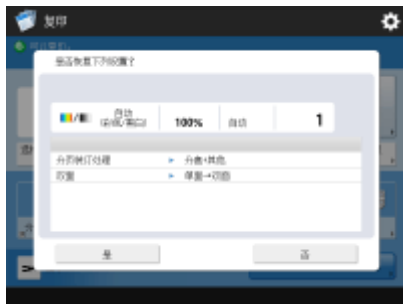 复印
是否恢复下列设置?
自动
(彩色/黑白) 100% 自动 1
分页装订处理 ► 分套+其他
双面 ► 单面→双面
是 否